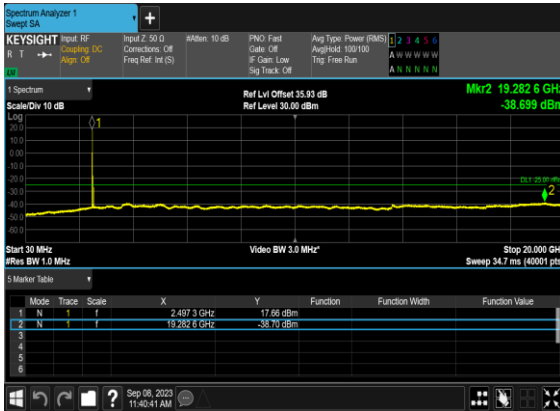 Spectrum Analyzer 1
Swept SA
+
KEYSIGHT Input: RF Input Z: 50 Ω #Atten: 10 dB PNO: Fast Avg Type: Power (RMS) 1 2 3 4 5 6
R T Coupling: DC Corrections: Off Gate: Off Avg|Hold: 100/100 A W W W W W
Align: Off Freq Ref: Int (S) IF Gain: Low Trig: Free Run
LXI Sig Track: Off A N N N N N
1 Spectrum Ref Lvl Offset 35.93 dB Mkr2 19.282 6 GHz
Scale/Div 10 dB Ref Level 30.00 dBm -38.699 dBm
Log
20.0
10.0
0.00
-10.0
-20.0
-30.0
-40.0
-50.0
-60.0
1
DL1 -25.00 dBm
2
Start 30 MHz Video BW 3.0 MHz* Stop 20.000 GHz
#Res BW 1.0 MHz Sweep 34.7 ms (40001 pts)
5 Marker Table
Mode Trace Scale X Y Function Function Width Function Value
1 N 1 f 2.497 3 GHz 17.66 dBm
2 N 1 f 19.282 6 GHz -38.70 dBm
3
4
5
6
? Sep 08, 2023
11:40:41 AM